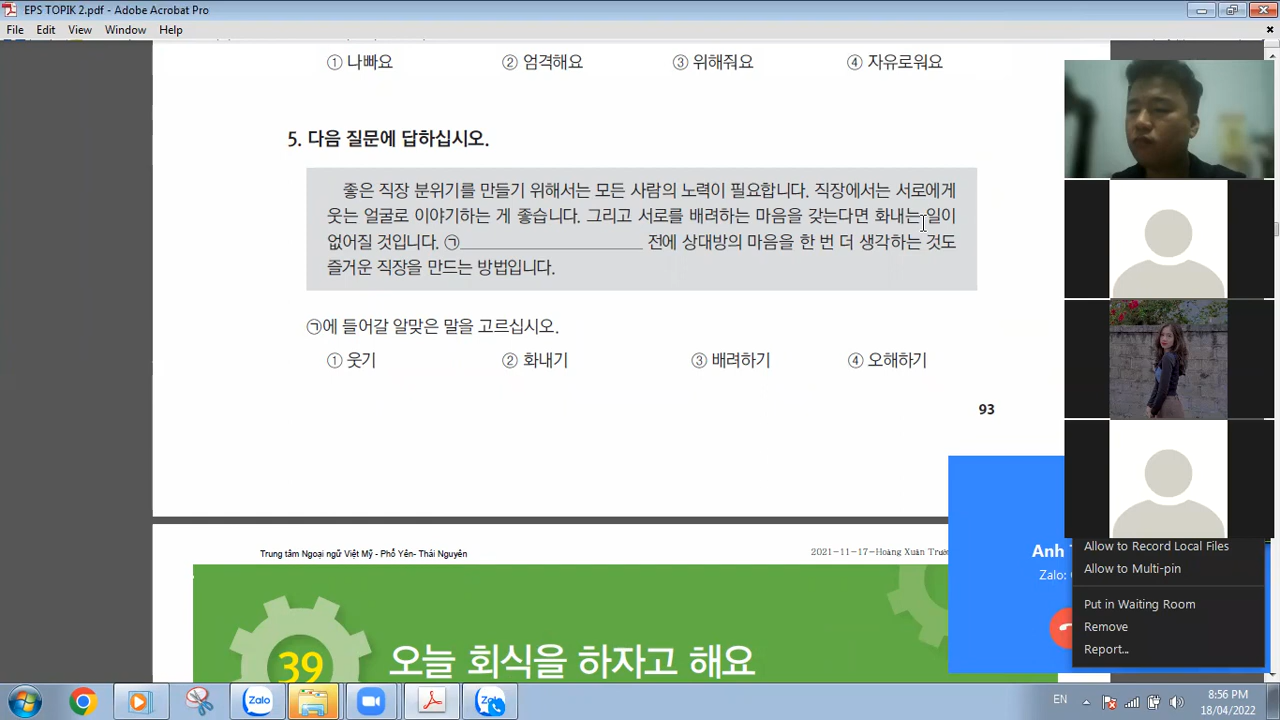 EPS TOPIK 2.pdf - Adobe Acrobat Pro
File Edit View Window Help
① 나빠요 ② 엄격해요 ③ 위해줘요 ④ 자유로워요
5. 다음 질문에 답하십시오.
좋은 직장 분위기를 만들기 위해서는 모든 사람의 노력이 필요합니다. 직장에서는 서로에게
웃는 얼굴로 이야기하는 게 좋습니다. 그리고 서로를 배려하는 마음을 갖는다면 화내는 일이
없어질 것입니다. ㉠ 전에 상대방의 마음을 한 번 더 생각하는 것도
즐거운 직장을 만드는 방법입니다.
㉠에 들어갈 알맞은 말을 고르십시오.
① 웃기 ② 화내기 ③ 배려하기 ④ 오해하기
93
Trung tâm Ngoại ngữ Việt Mỹ - Phổ Yên- Thái Nguyên
2021-11-17-Hoàng Xuân
39
오늘 회식을 하자고 해요
Anh
Zalo:
Allow to Record Local Files
Allow to Multi-pin
Put in Waiting Room
Remove
Report...
Zalo
EN
8:56 PM
18/04/2022